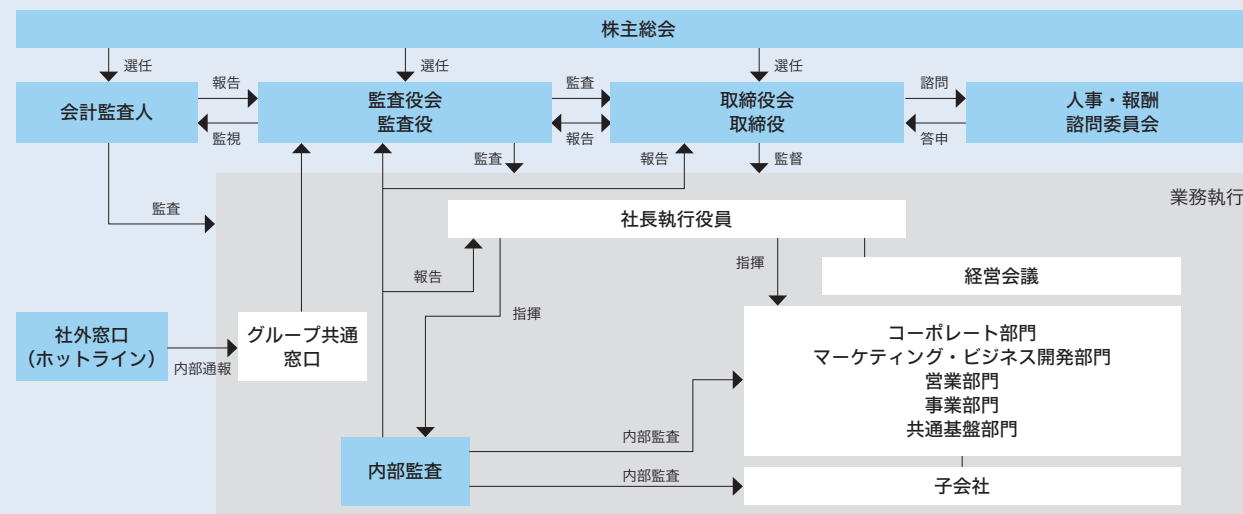 株主総会
選任
選任
選任
会計監査人
報告
監視
監査役会
監査役
監査
報告
取締役会
取締役
諮問
答申
人事・報酬
諮問委員会
監査
報告
監督
監査
業務執行
社長執行役員
報告
指揮
指揮
経営会議
社外窓口
(ホットライン)
内部通報
グループ共通
窓口
コーポレート部門
マーケティング・ビジネス開発部門
営業部門
事業部門
共通基盤部門
内部監査
内部監査
内部監査
子会社